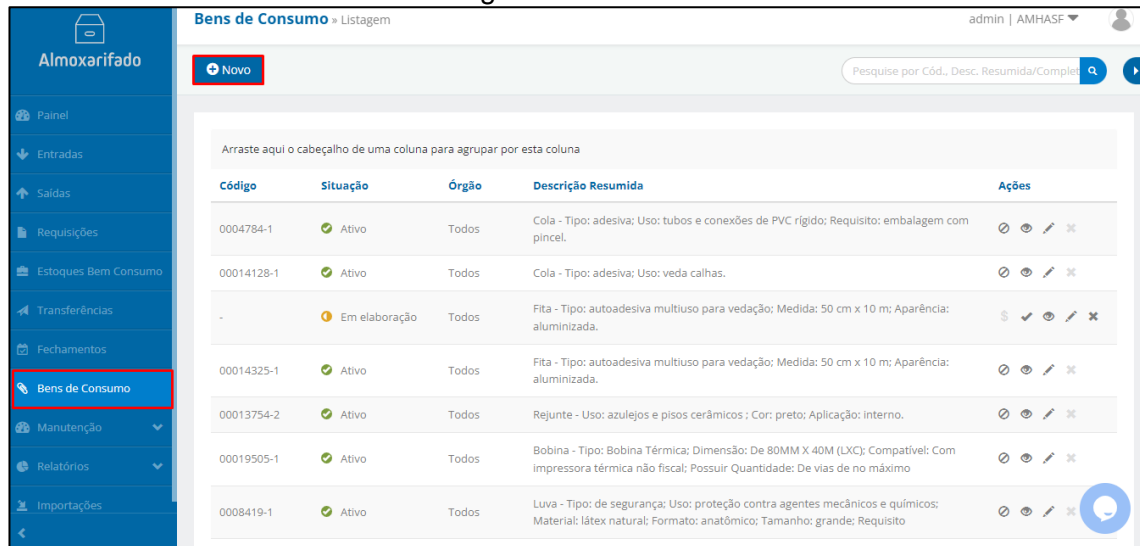 Bens de Consumo » Listagem
admin | AMHASF
Almoxarifado
Novo
Pesquise por Cód., Desc. Resumida/Complet
Painel
Entradas
Saídas
Requisições
Estoques Bem Consumo
Transferências
Fechamentos
Bens de Consumo
Manutenção
Relatórios
Importações
Arraste aqui o cabeçalho de uma coluna para agrupar por esta coluna
Código Situação Órgão Descrição Resumida Ações
0004784-1 Ativo Todos Cola - Tipo: adesiva; Uso: tubos e conexões de PVC rígido; Requisito: embalagem com
pincel.
00014128-1 Ativo Todos Cola - Tipo: adesiva; Uso: veda calhas.
- Em elaboração Todos Fita - Tipo: autoadesiva multiuso para vedação; Medida: 50 cm x 10 m; Aparência:
aluminizada.
00014325-1 Ativo Todos Fita - Tipo: autoadesiva multiuso para vedação; Medida: 50 cm x 10 m; Aparência:
aluminizada.
00013754-2 Ativo Todos Rejunte - Uso: azulejos e pisos cerâmicos ; Cor: preto; Aplicação: interno.
00019505-1 Ativo Todos Bobina - Tipo: Bobina Térmica; Dimensão: De 80MM X 40M (LXC); Compatível: Com
impressora térmica não fiscal; Possuir Quantidade: De vias de no máximo
0008419-1 Ativo Todos Luva - Tipo: de segurança; Uso: proteção contra agentes mecânicos e químicos;
Material: látex natural; Formato: anatômico; Tamanho: grande; Requisito